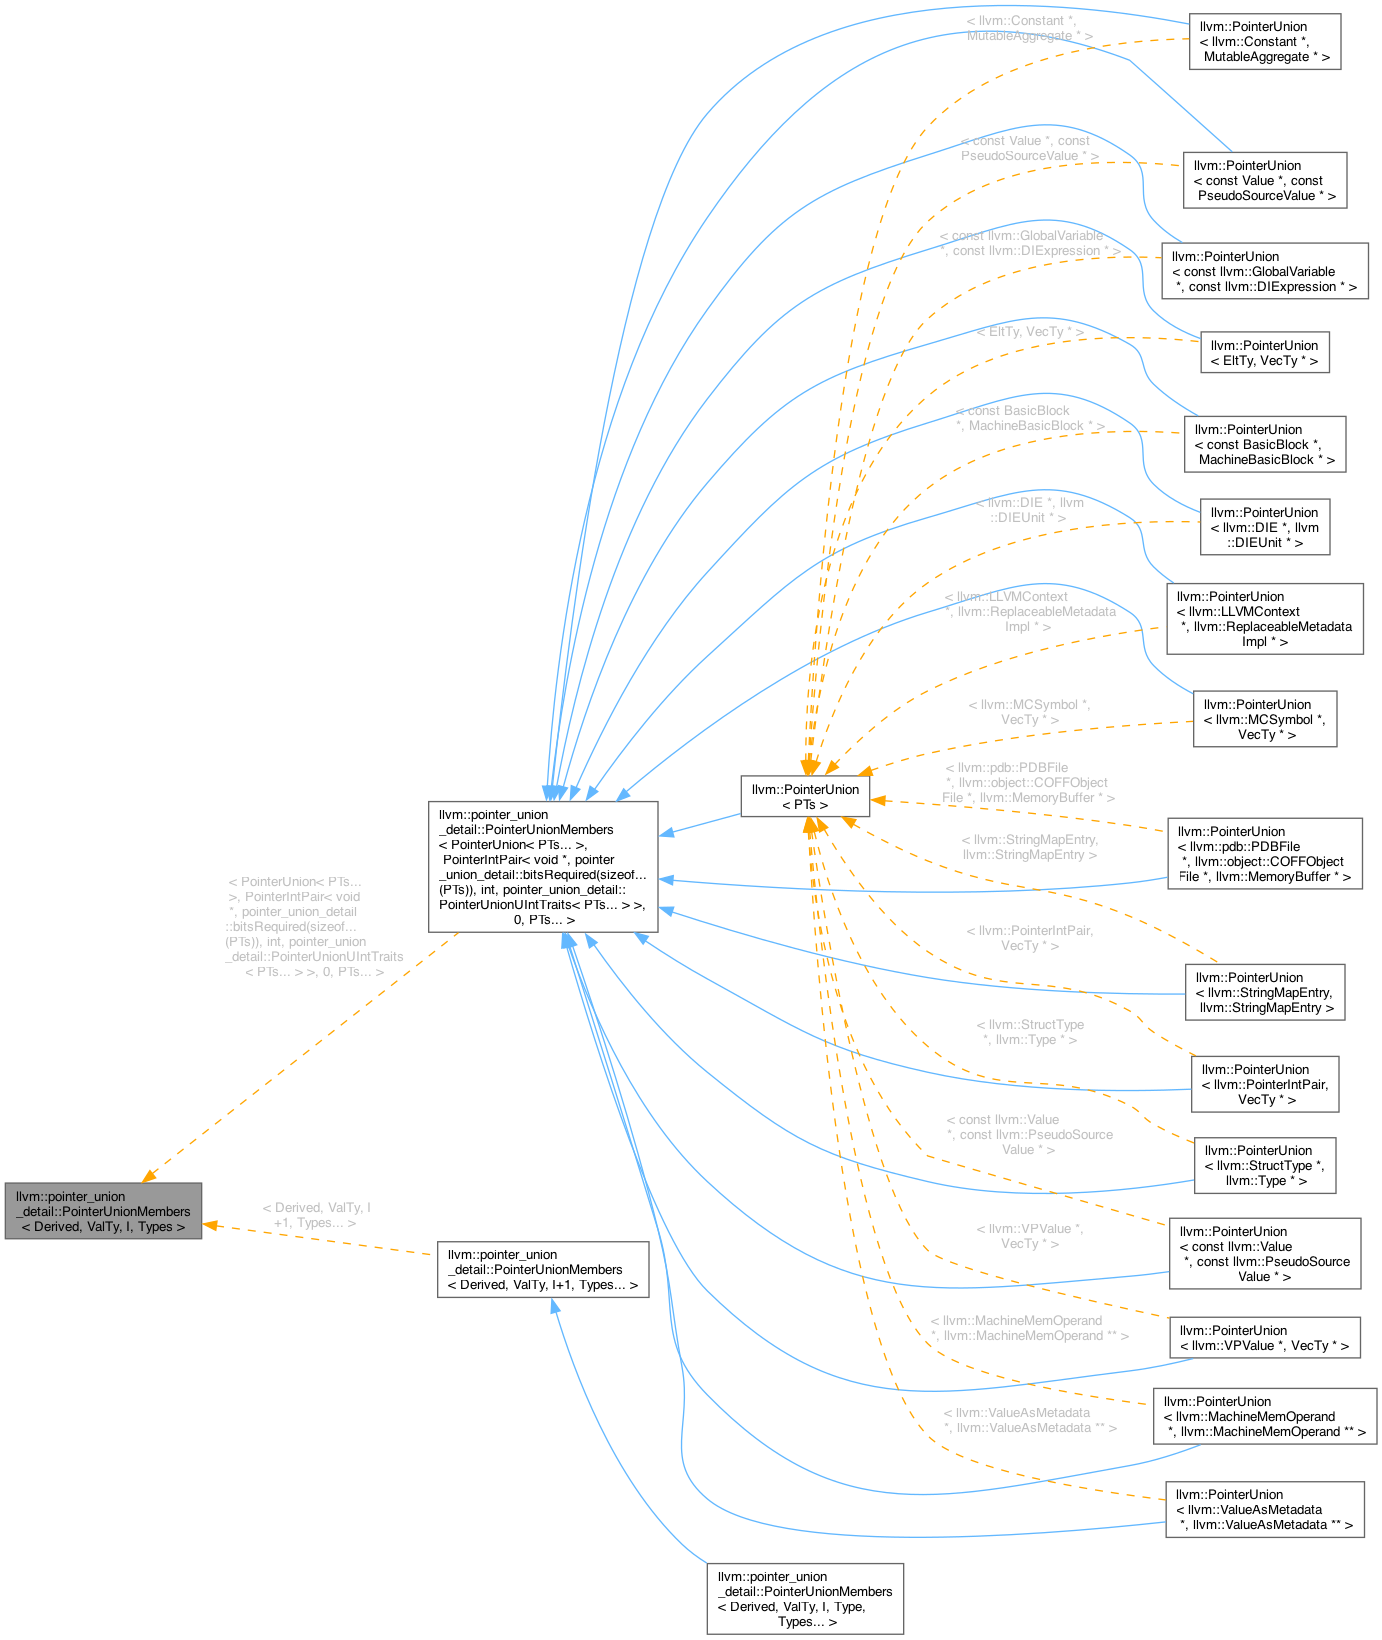 < llvm::Constant *,
MutableAggregate * >
llvm::PointerUnion
< llvm::Constant *,
MutableAggregate * >
< const Value *, const
PseudoSourceValue * >
llvm::PointerUnion
< const Value *, const
PseudoSourceValue * >
< const llvm::GlobalVariable
*, const llvm::DIExpression * >
llvm::PointerUnion
< const llvm::GlobalVariable
*, const llvm::DIExpression * >
< EltTy, VecTy * >
llvm::PointerUnion
< EltTy, VecTy * >
< const BasicBlock
*, MachineBasicBlock * >
llvm::PointerUnion
< const BasicBlock *,
MachineBasicBlock * >
< llvm::DIE *, llvm
::DIEUnit * >
llvm::PointerUnion
< llvm::DIE *, llvm
::DIEUnit * >
< llvm::LLVMContext
*, llvm::ReplaceableMetadata
Impl * >
llvm::PointerUnion
< llvm::LLVMContext
*, llvm::ReplaceableMetadata
Impl * >
< llvm::MCSymbol *,
VecTy * >
llvm::PointerUnion
< llvm::MCSymbol *,
VecTy * >
< llvm::pdb::PDBFile
*, llvm::object::COFFObject
File *, llvm::MemoryBuffer * >
llvm::PointerUnion
< PTs >
llvm::PointerUnion
< llvm::pdb::PDBFile
*, llvm::object::COFFObject
File *, llvm::MemoryBuffer * >
llvm::pointer_union
_detail::PointerUnionMembers
< PointerUnion< PTs... >,
PointerIntPair< void *, pointer
_union_detail::bitsRequired(sizeof...
(PTs)), int, pointer_union_detail::
PointerUnionUIntTraits< PTs... > >,
0, PTs... >
< llvm::StringMapEntry,
llvm::StringMapEntry >
llvm::PointerUnion
< llvm::StringMapEntry,
llvm::StringMapEntry >
< PointerUnion< PTs...
>, PointerIntPair< void
*, pointer_union_detail
::bitsRequired(sizeof...
(PTs)), int, pointer_union
_detail::PointerUnionUIntTraits
< PTs... > >, 0, PTs... >
< llvm::PointerIntPair,
VecTy * >
llvm::PointerUnion
< llvm::PointerIntPair,
VecTy * >
< llvm::StructType
*, llvm::Type * >
llvm::PointerUnion
< llvm::StructType *,
llvm::Type * >
< const llvm::Value
*, const llvm::PseudoSource
Value * >
llvm::PointerUnion
< const llvm::Value
*, const llvm::PseudoSource
Value * >
llvm::pointer_union
_detail::PointerUnionMembers
< Derived, ValTy, I, Types >
< Derived, ValTy, I
+1, Types... >
llvm::pointer_union
_detail::PointerUnionMembers
< Derived, ValTy, I+1, Types... >
< llvm::VPValue *,
VecTy * >
llvm::PointerUnion
< llvm::VPValue *, VecTy * >
< llvm::MachineMemOperand
*, llvm::MachineMemOperand ** >
llvm::PointerUnion
< llvm::MachineMemOperand
*, llvm::MachineMemOperand ** >
< llvm::ValueAsMetadata
*, llvm::ValueAsMetadata ** >
llvm::PointerUnion
< llvm::ValueAsMetadata
*, llvm::ValueAsMetadata ** >
llvm::pointer_union
_detail::PointerUnionMembers
< Derived, ValTy, I, Type,
Types... >